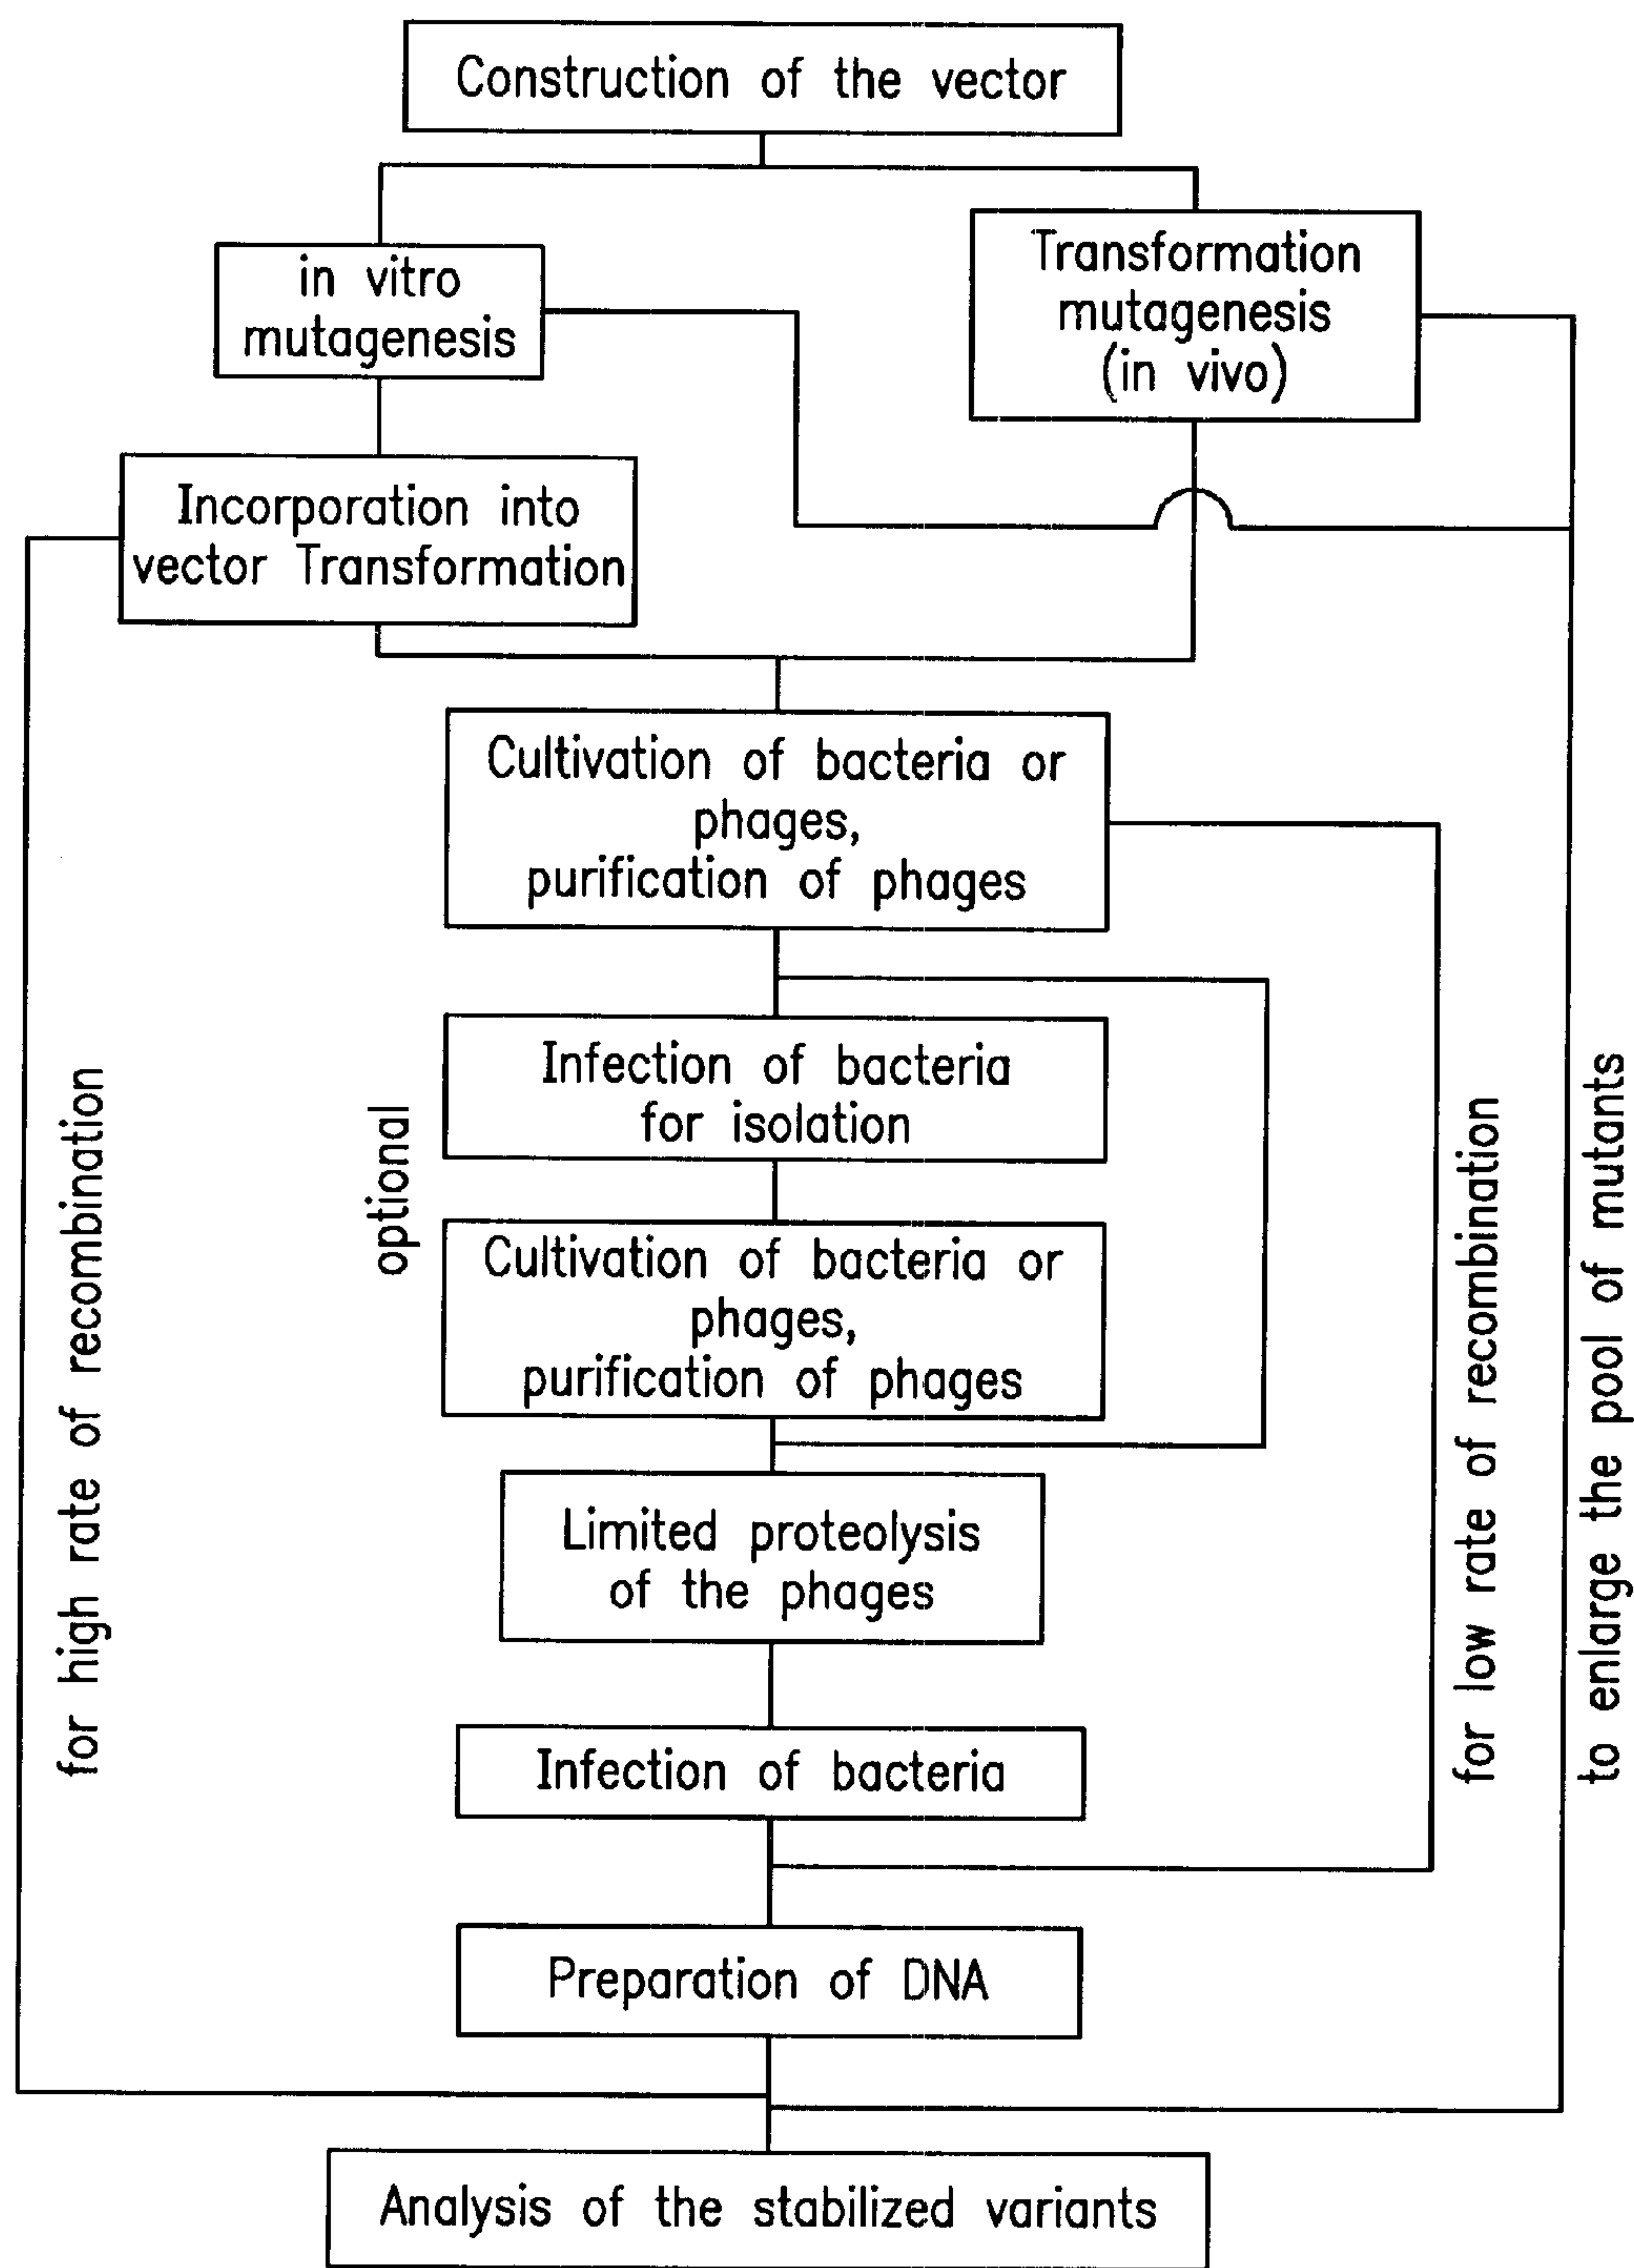 Construction of the vector
in vitro
mutagenesis
Transformation
mutagenesis
(in vivo)
Incorporation into
vector Transformation
Cultivation of bacteria or
phages,
purification of phages
Infection of bacteria
for isolation
optional
Cultivation of bacteria or
phages,
purification of phages
Limited proteolysis
of the phages
Infection of bacteria
Preparation of DNA
for high rate of recombination
for low rate of recombination
to enlarge the pool of mutants
Analysis of the stabilized variants